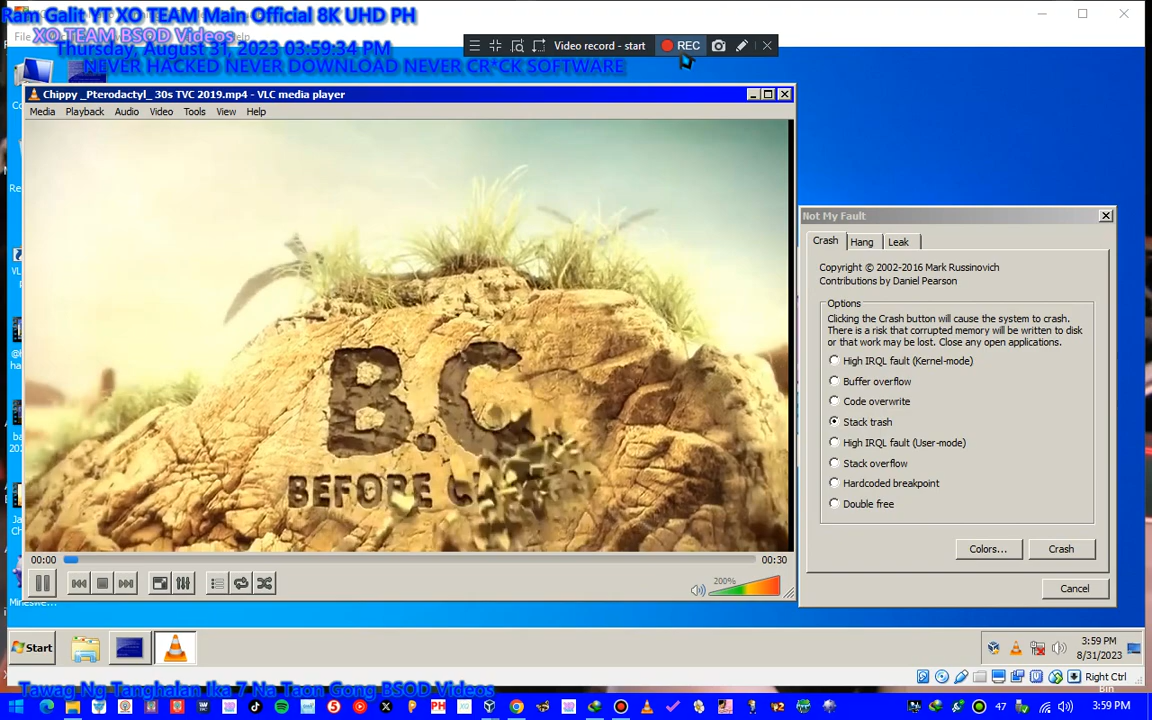 Ram Galit YT XO TEAM Main Official 8K UHD PH
XO TEAM BSOD Videos
Thursday, August 31, 2023 03:59:34 PM
NEVER HACKED NEVER DOWNLOAD NEVER CR*CK SOFTWARE
Video record - start
REC
Chippy _Pterodactyl_ 30s TVC 2019.mp4 - VLC media player
Media Playback Audio Video Tools View Help
B.C
BEFORE
00:00
00:30
200%
Not My Fault
Crash Hang Leak
Copyright © 2002-2016 Mark Russinovich
Contributions by Daniel Pearson
Options
Clicking the Crash button will cause the system to crash.
There is a risk that corrupted memory will be written to disk
or that work may be lost. Close any open applications.
High IRQL fault (Kernel-mode)
Buffer overflow
Code overwrite
Stack trash
High IRQL fault (User-mode)
Stack overflow
Hardcoded breakpoint
Double free
Colors... Crash
Cancel
Start
3:59 PM
8/31/2023
Right Ctrl
Tawag Ng Tanghalan Ika 7 Na Taon Gong BSOD Videos
Bin
47
3:59 PM